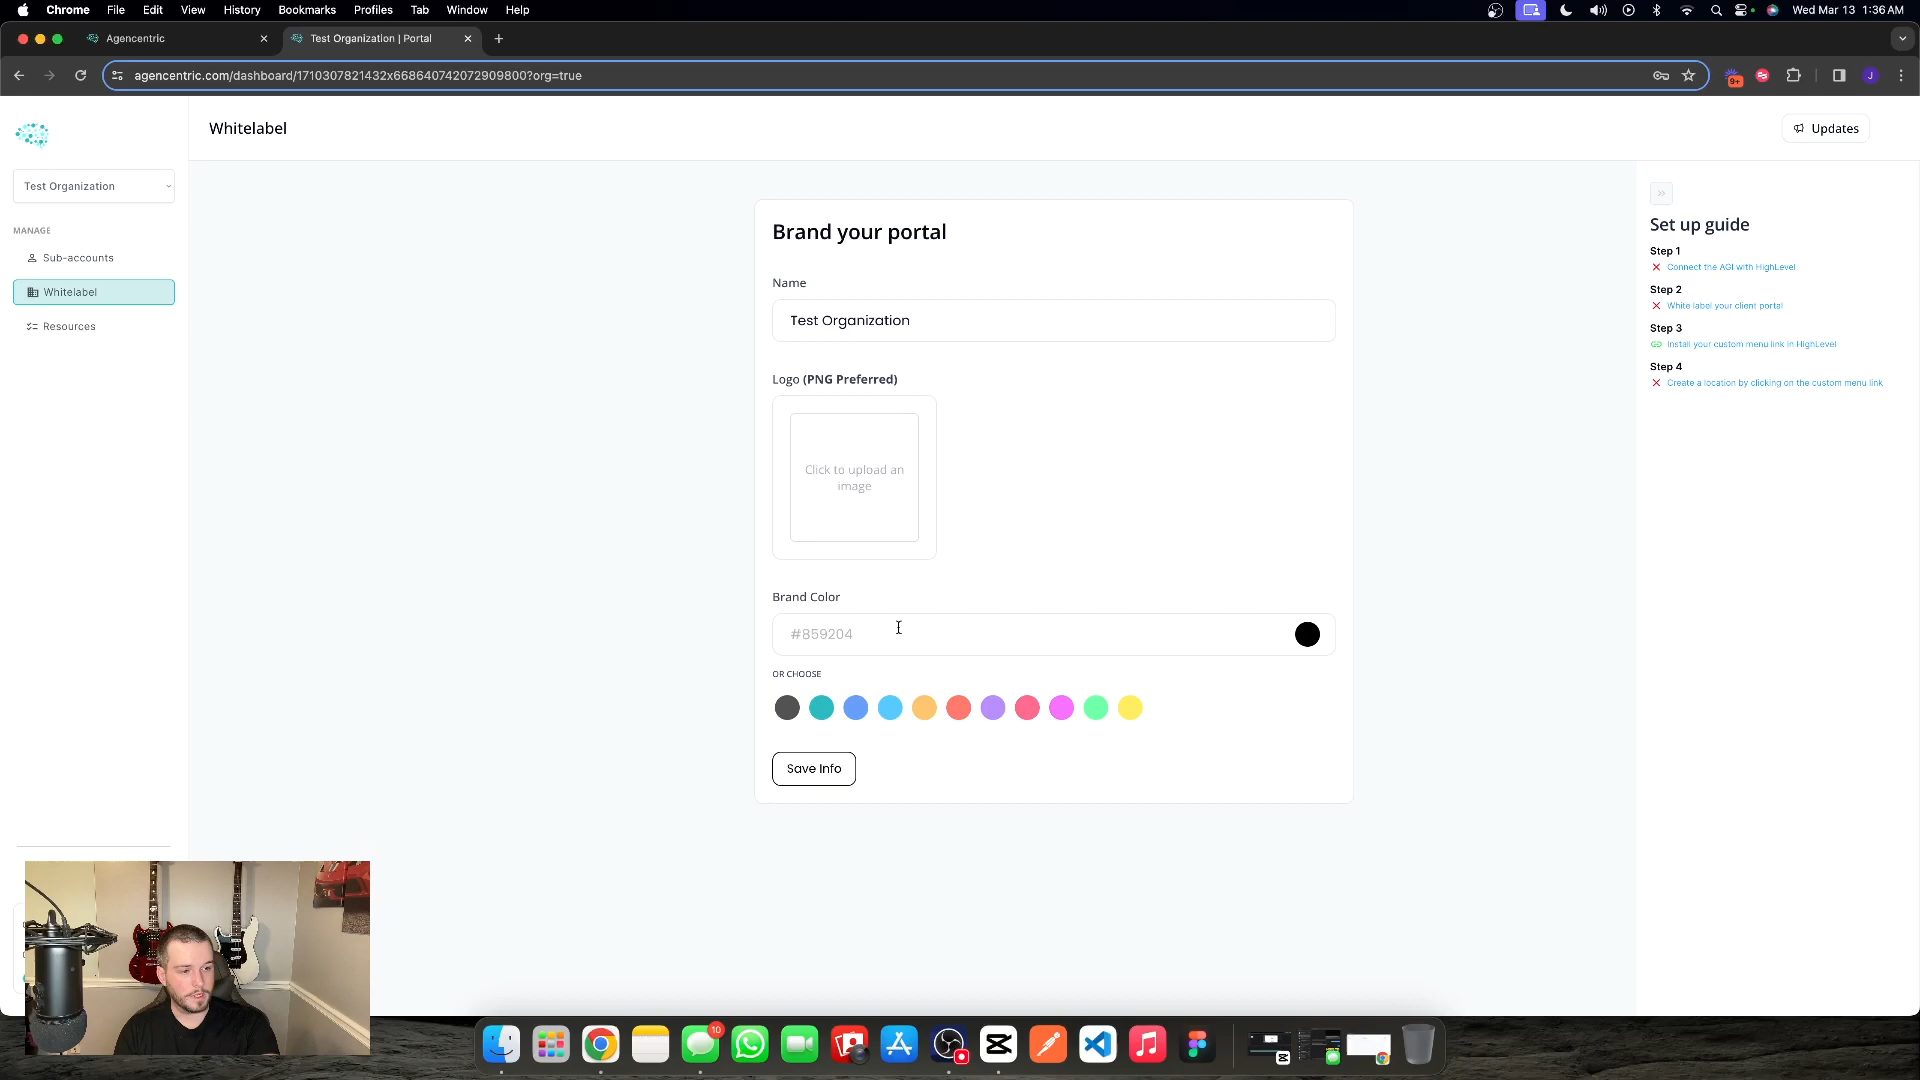 Chrome File Edit View History Bookmarks Profiles Tab Window Help
Wed Mar 13 1:36 AM
Agencentric
Test Organization | Portal
agencentric.com/dashboard/1710307821432x668640742072909800?org=true
9+
J
Whitelabel
Updates
Test Organization
MANAGE
Sub-accounts
Whitelabel
Resources
Brand your portal
Name
Test Organization
Logo (PNG Preferred)
Click to upload an
image
Brand Color
#859204
OR CHOOSE
Save Info
Set up guide
Step 1
Connect the AGI with HighLevel
Step 2
White label your client portal
Step 3
Install your custom menu link in HighLevel
Step 4
Create a location by clicking on the custom menu link
10